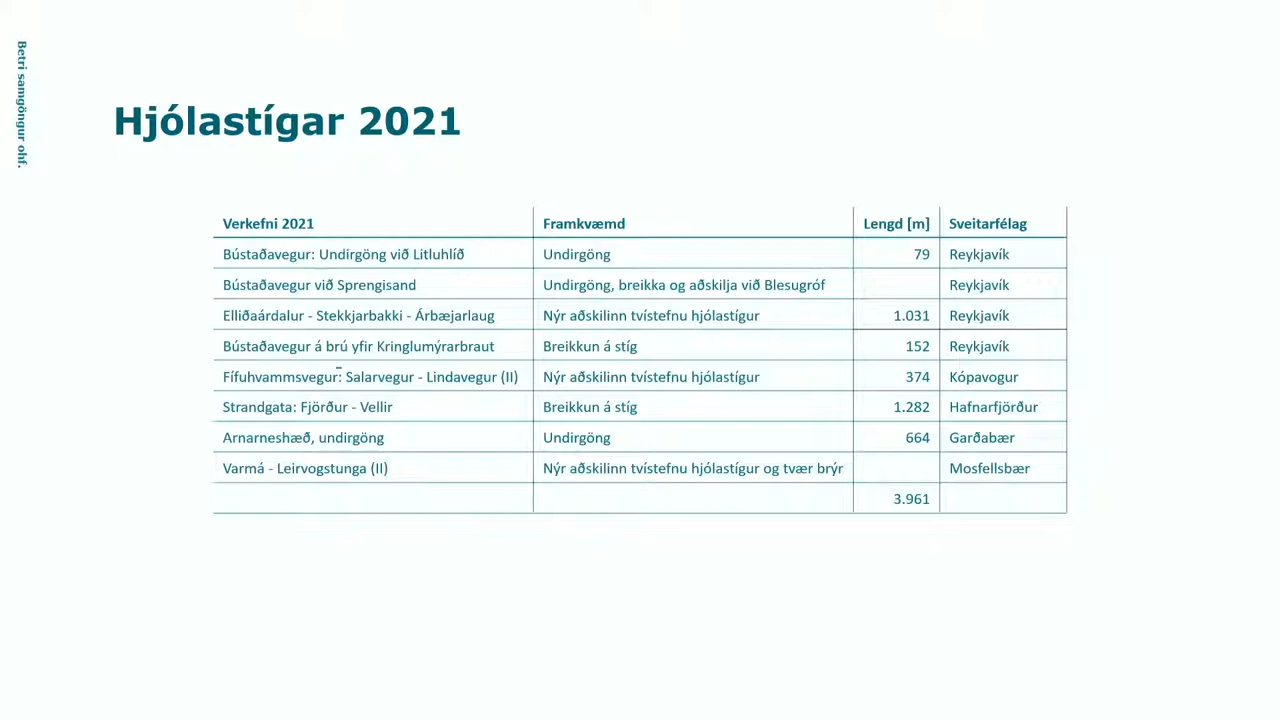 Betri samgöngur ohf.
Hjólastígar 2021
Verkefni 2021 Framkvæmd Lengd [m] Sveitarfélag
Bústaðavegur: Undirgöng við Litluhlíð Undirgöng 79 Reykjavík
Bústaðavegur við Sprengisand Undirgöng, breikka og aðskilja við Blesugróf Reykjavík
Elliðaárdalur - Stekkjarbakki - Árbæjarlaug Nýr aðskilinn tvístefnu hjólastígur 1.031 Reykjavík
Bústaðavegur á brú yfir Kringlumýrarbraut Breikkun á stíg 152 Reykjavík
Fífuhvammsvegur: Salarvegur - Lindavegur (II) Nýr aðskilinn tvístefnu hjólastígur 374 Kópavogur
Strandgata: Fjörður - Vellir Breikkun á stíg 1.282 Hafnarfjörður
Arnarneshæð, undirgöng Undirgöng 664 Garðabær
Varmá - Leirvogstunga (II) Nýr aðskilinn tvístefnu hjólastígur og tvær brýr Mosfellsbær
3.961